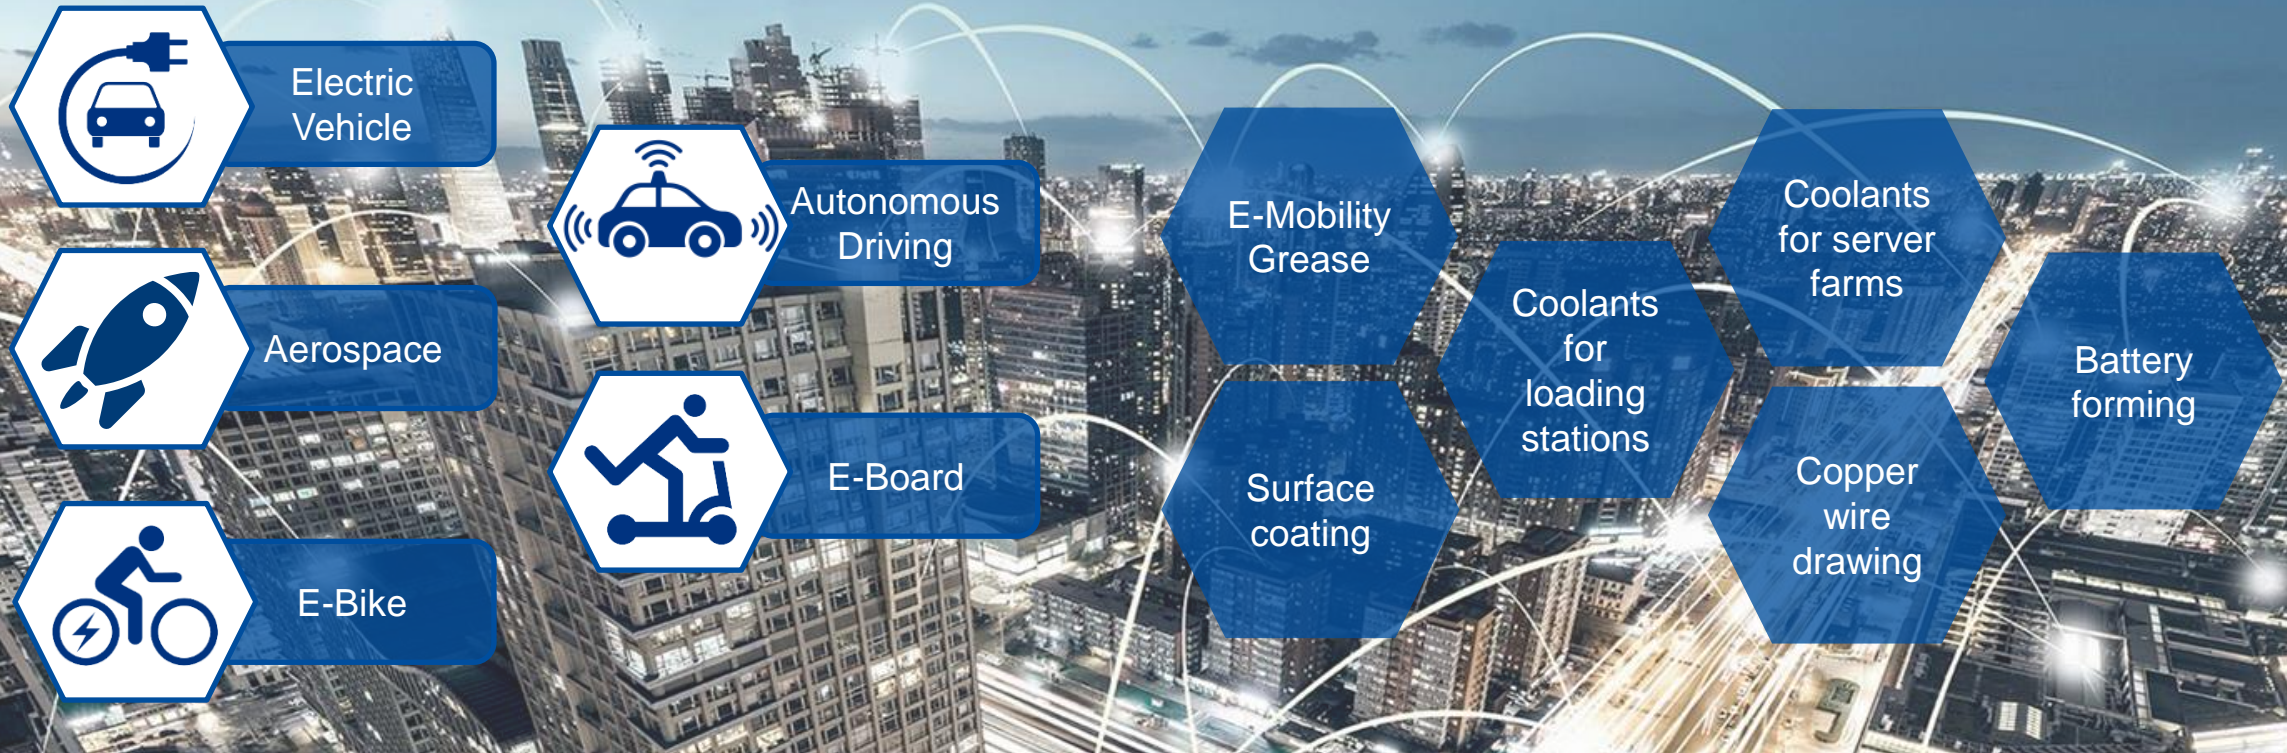 Electric
Vehicle
Aerospace
E-Bike
Autonomous
Driving
E-Board
E-Mobility
Grease
Surface
coating
Coolants
for
loading
stations
Coolants
for server
farms
Copper
wire
drawing
Battery
forming